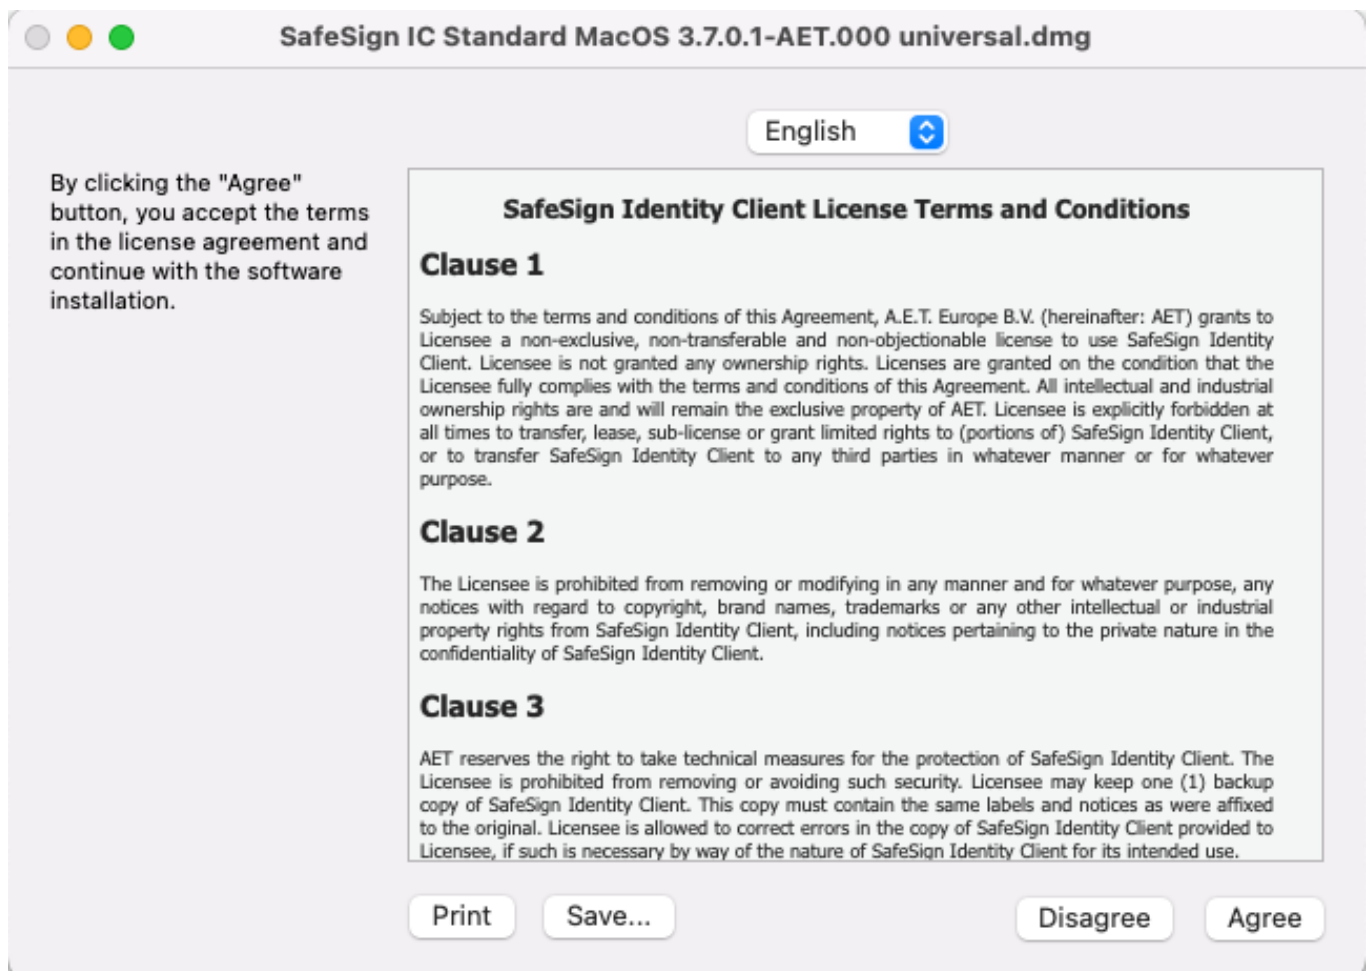 SafeSign IC Standard MacOS 3.7.0.1-AET.000 universal.dmg
English
By clicking the "Agree"
button, you accept the terms
in the license agreement and
continue with the software
installation.
SafeSign Identity Client License Terms and Conditions
Clause 1
Subject to the terms and conditions of this Agreement, A.E.T. Europe B.V. (hereinafter: AET) grants to
Licensee a non-exclusive, non-transferable and non-objectionable license to use SafeSign Identity
Client. Licensee is not granted any ownership rights. Licenses are granted on the condition that the
Licensee fully complies with the terms and conditions of this Agreement. All intellectual and industrial
ownership rights are and will remain the exclusive property of AET. Licensee is explicitly forbidden at
all times to transfer, lease, sub-license or grant limited rights to (portions of) SafeSign Identity Client,
or to transfer SafeSign Identity Client to any third parties in whatever manner or for whatever
purpose.
Clause 2
The Licensee is prohibited from removing or modifying in any manner and for whatever purpose, any
notices with regard to copyright, brand names, trademarks or any other intellectual or industrial
property rights from SafeSign Identity Client, including notices pertaining to the private nature in the
confidentiality of SafeSign Identity Client.
Clause 3
AET reserves the right to take technical measures for the protection of SafeSign Identity Client. The
Licensee is prohibited from removing or avoiding such security. Licensee may keep one (1) backup
copy of SafeSign Identity Client. This copy must contain the same labels and notices as were affixed
to the original. Licensee is allowed to correct errors in the copy of SafeSign Identity Client provided to
Licensee, if such is necessary by way of the nature of SafeSign Identity Client for its intended use.
Print
Save...
Disagree
Agree